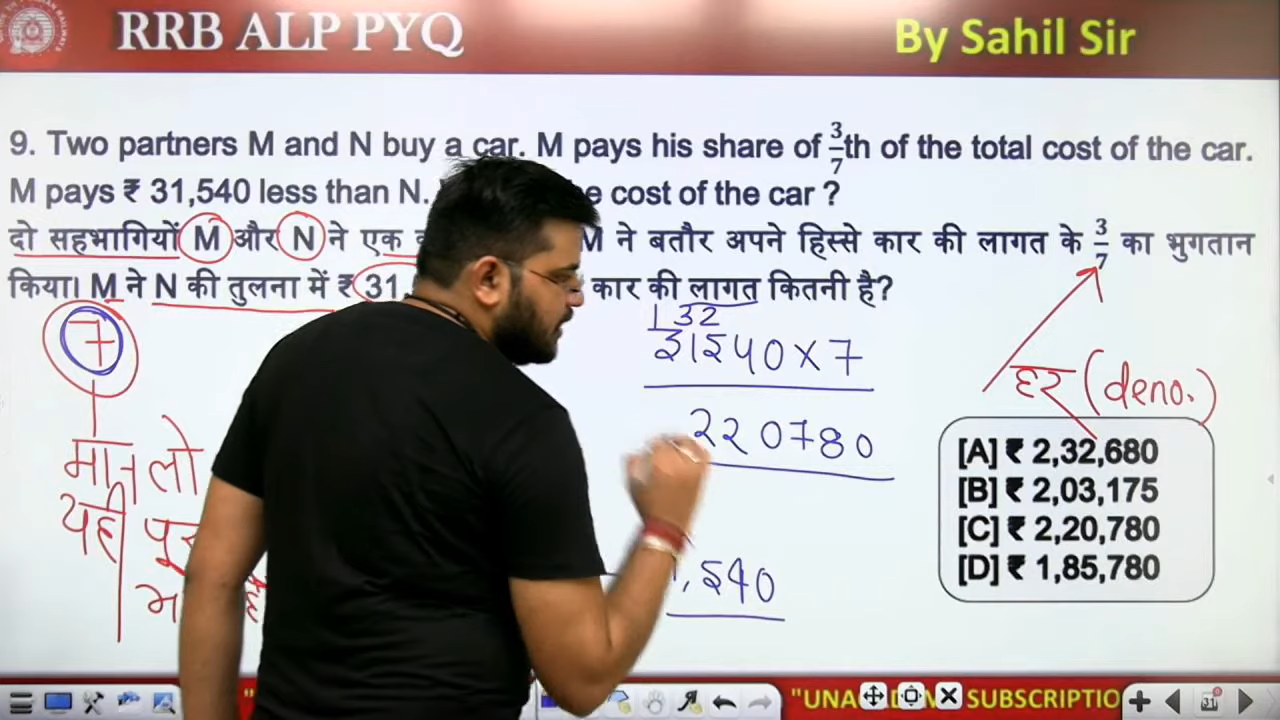 RRB ALP PYQ
By Sahil Sir
9. Two partners M and N buy a car. M pays his share of 3/7th of the total cost of the car.
M pays ₹ 31,540 less than N. e cost of the car ?
दो सहभागियों M और N ने एक M ने बतौर अपने हिस्से कार की लागत के 3/7 का भुगतान
किया। M ने N की तुलना में ₹ 31, कार की लागत कितनी है?
7
132
31540×7
220780
,540
मान लो
यही
हर (deno.)
[A] ₹ 2,32,680
[B] ₹ 2,03,175
[C] ₹ 2,20,780
[D] ₹ 1,85,780
"UNA SUBSCRIPTIO